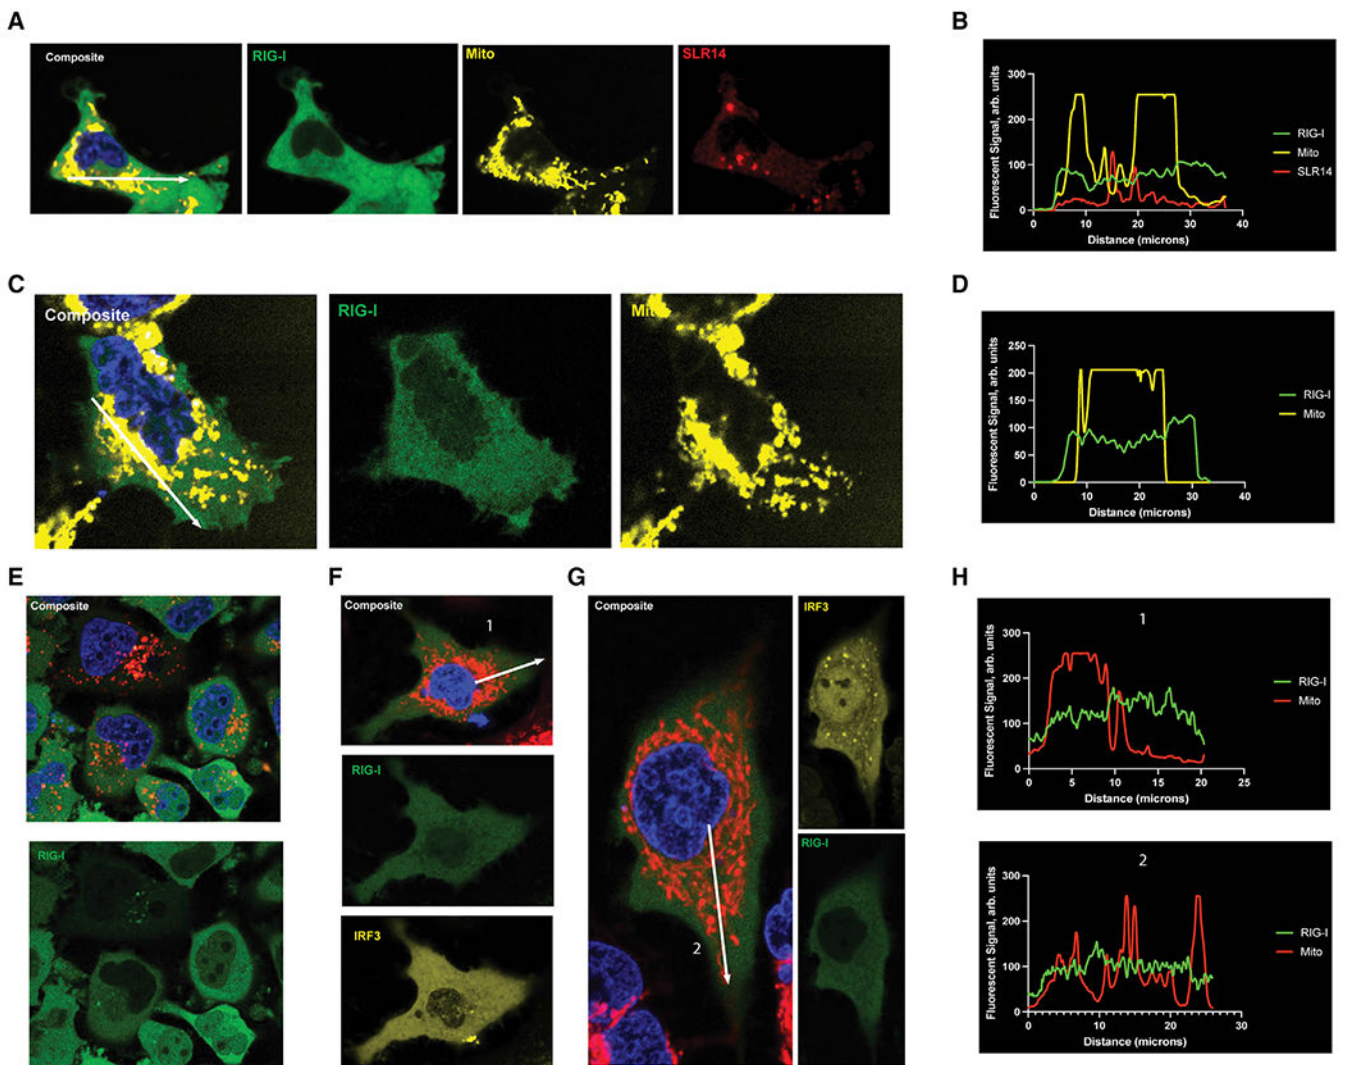 A
B
Composite
RIG-I
Mito
SLR14
Fluorescent Signal, arb. units
300
200
100
0
0 10 20 30 40
Distance (microns)
RIG-I
Mito
SLR14
C
D
Composite
RIG-I
Mit
Fluorescent Signal, arb. units
250
200
150
100
50
0
0 10 20 30 40
Distance (microns)
RIG-I
Mito
E
F
G
H
Composite
RIG-I
Composite
1
RIG-I
IRF3
Composite
2
IRF3
RIG-I
1
Fluorescent Signal, arb. units
300
200
100
0
0 5 10 15 20 25
Distance (microns)
RIG-I
Mito
2
Fluorescent Signal, arb. units
300
200
100
0
0 10 20 30
Distance (microns)
RIG-I
Mito